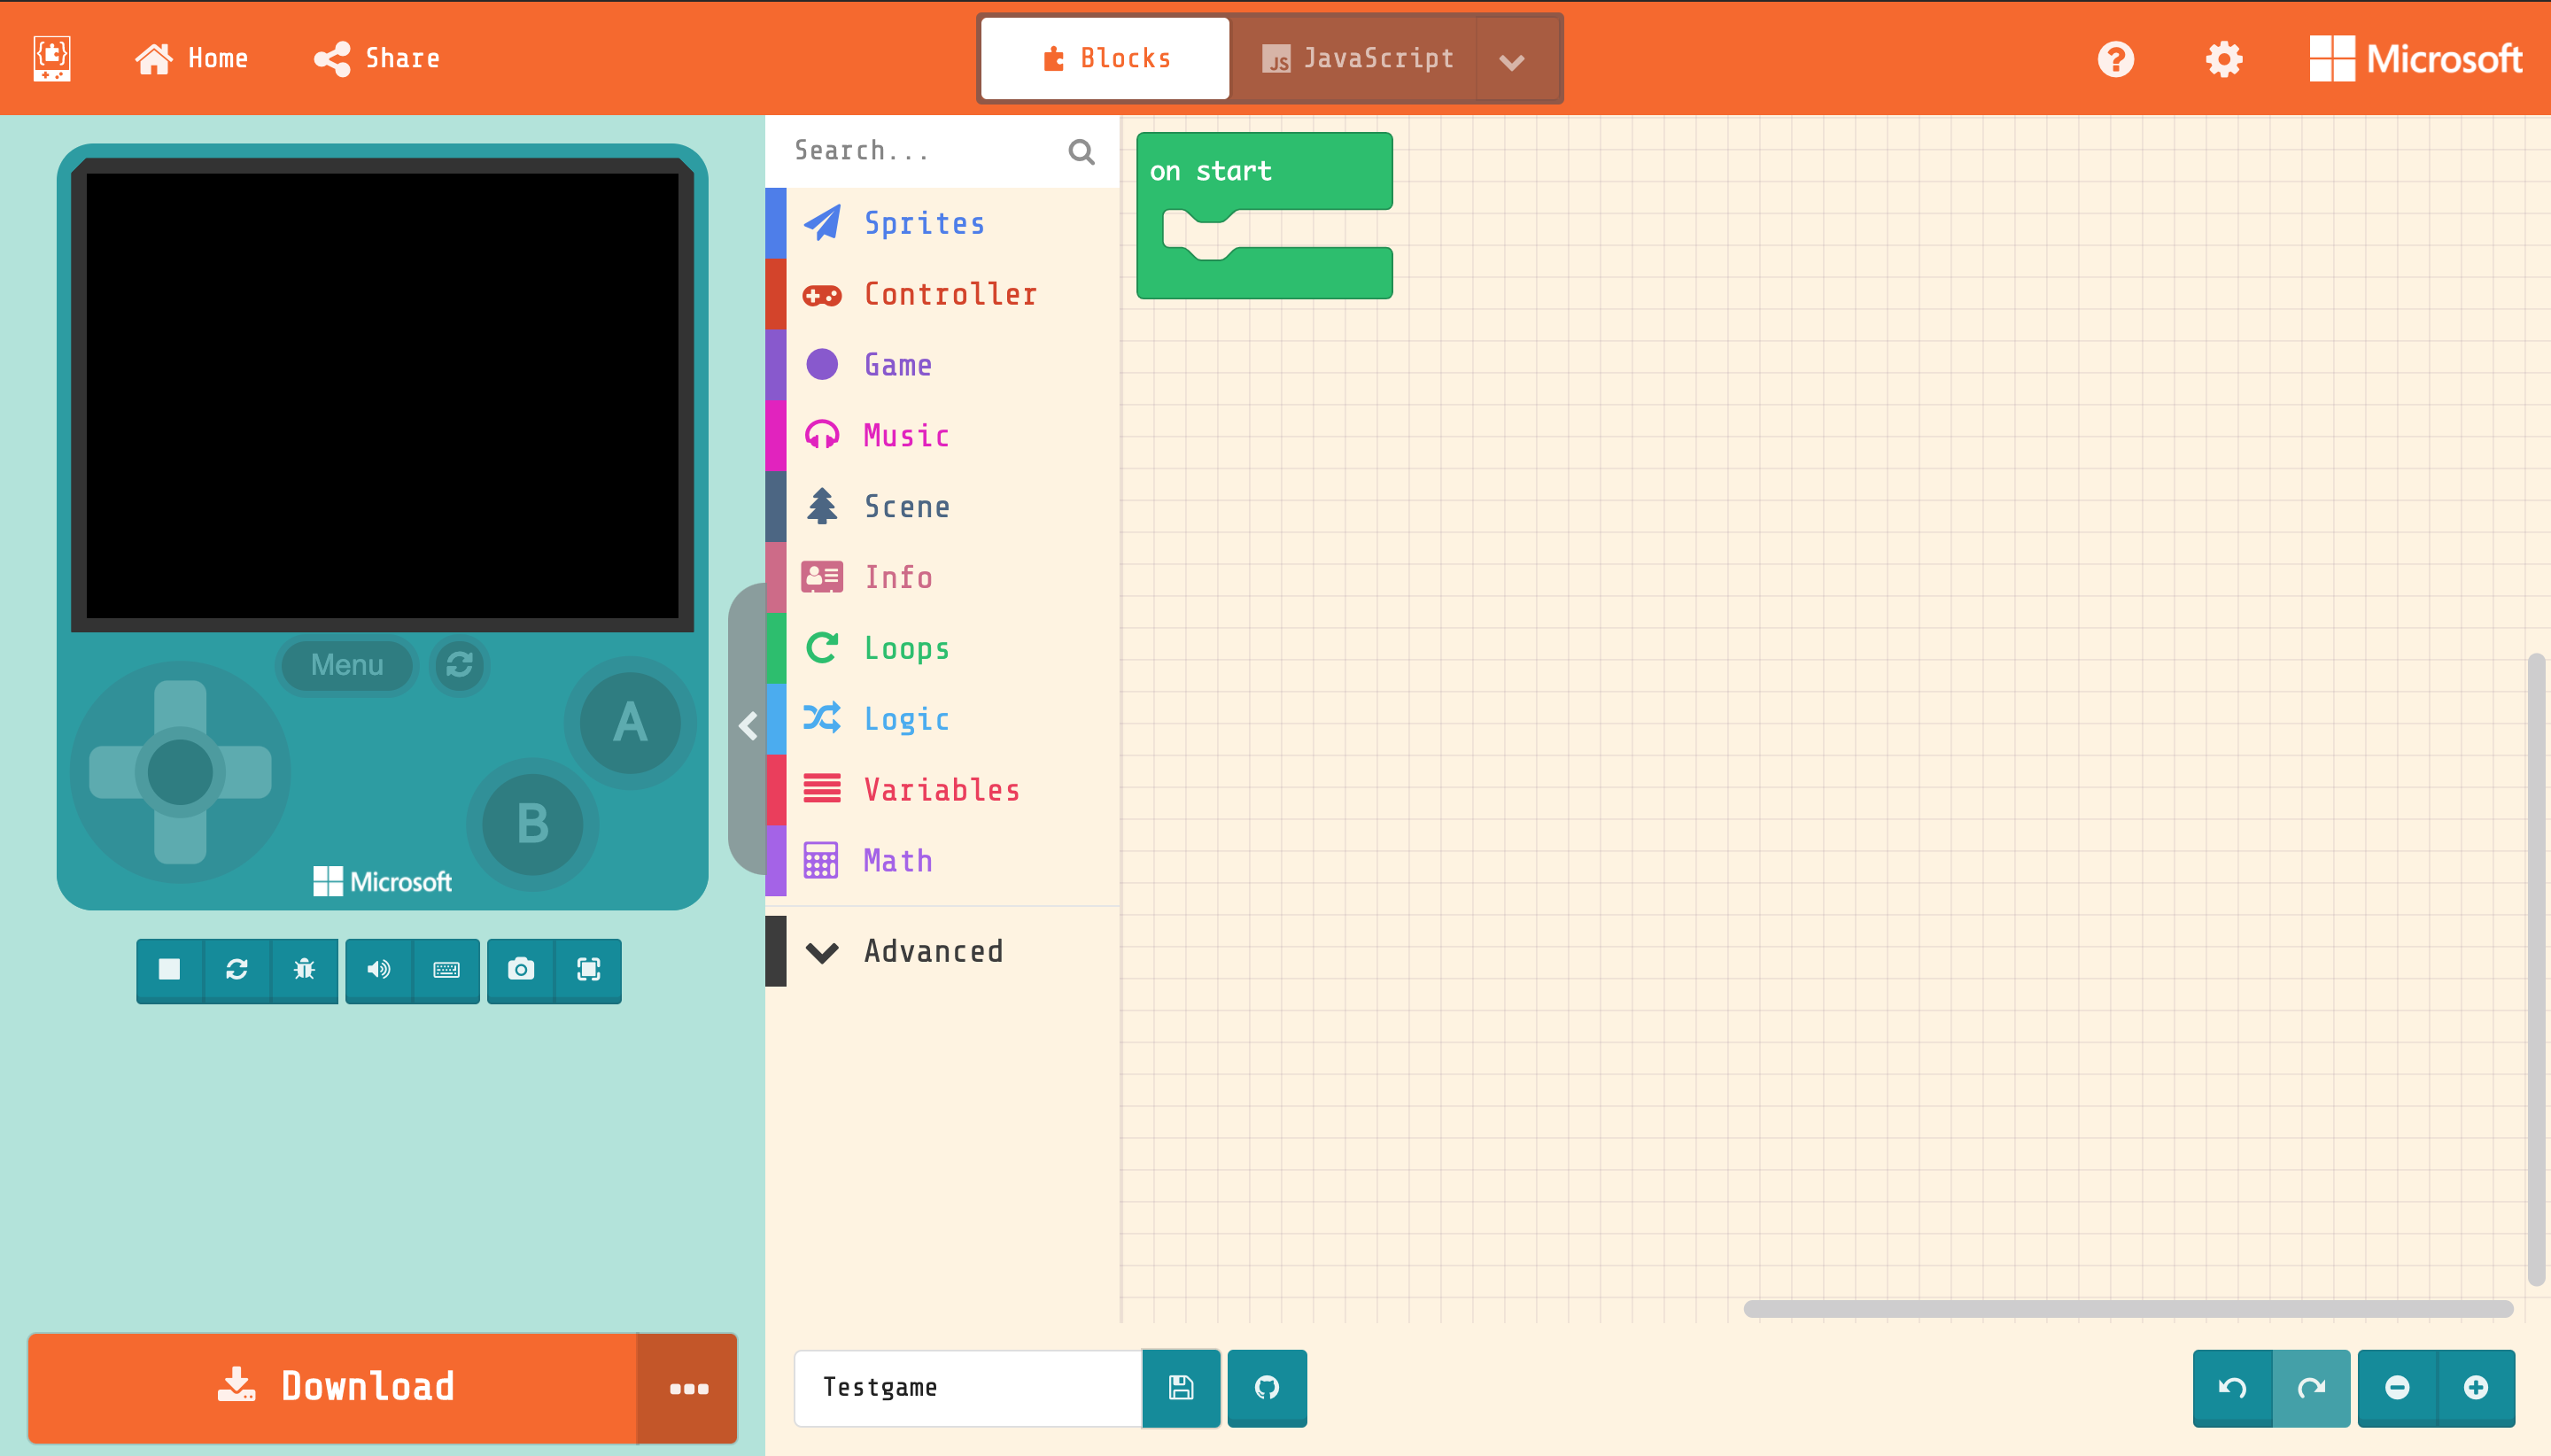 Home
Share
Blocks
JavaScript
Microsoft
Menu
A
B
Microsoft
Download
Search...
Sprites
Controller
Game
Music
Scene
Info
Loops
Logic
Variables
Math
Advanced
on start
Testgame